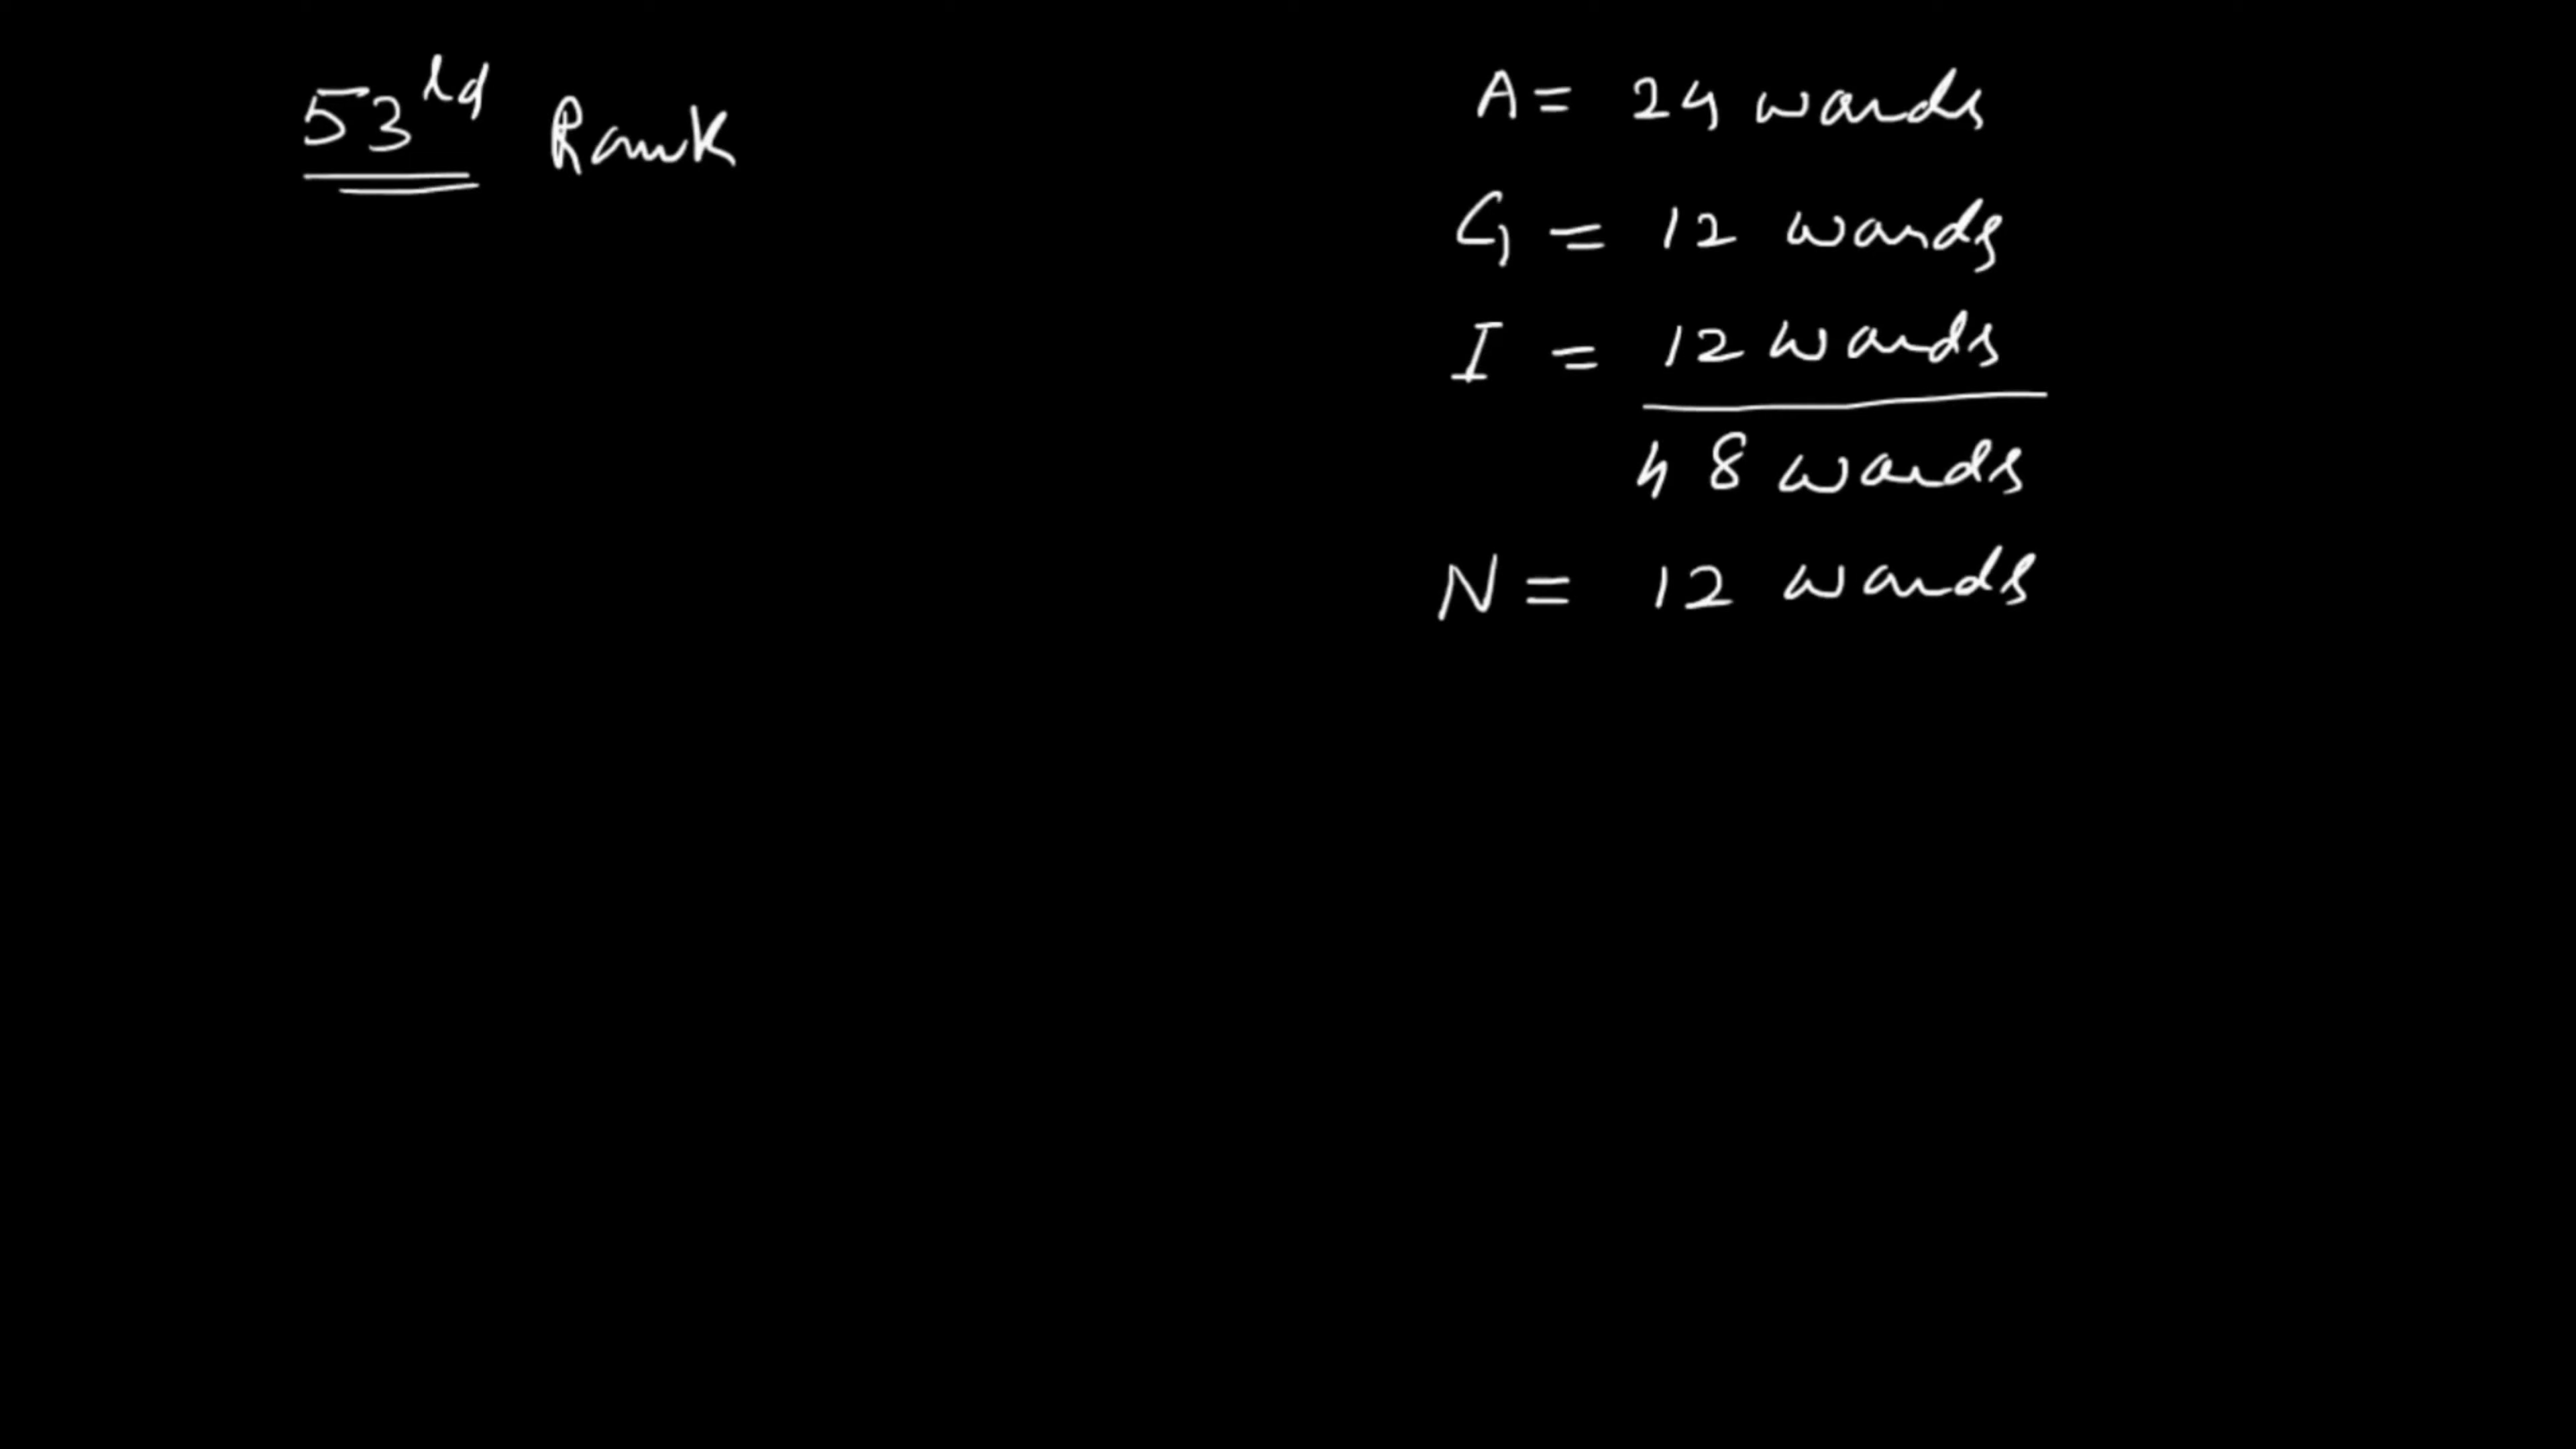 53rd Rank
A = 24 words
G = 12 words
I = 12 words
48 words
N = 12 words